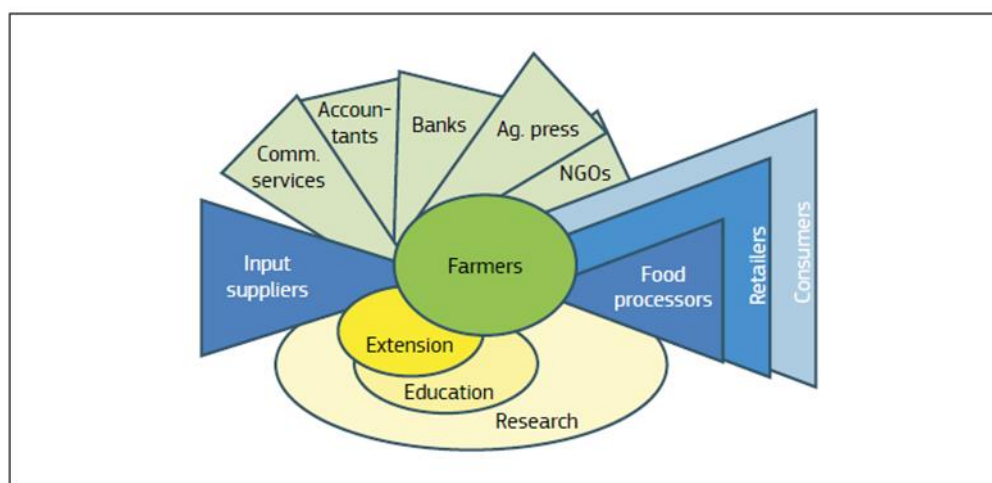 Accoun-
tants
Banks
Ag. press
Comm.
services
NGOs
Input
suppliers
Farmers
Food
processors
Retailers
Consumers
Extension
Education
Research